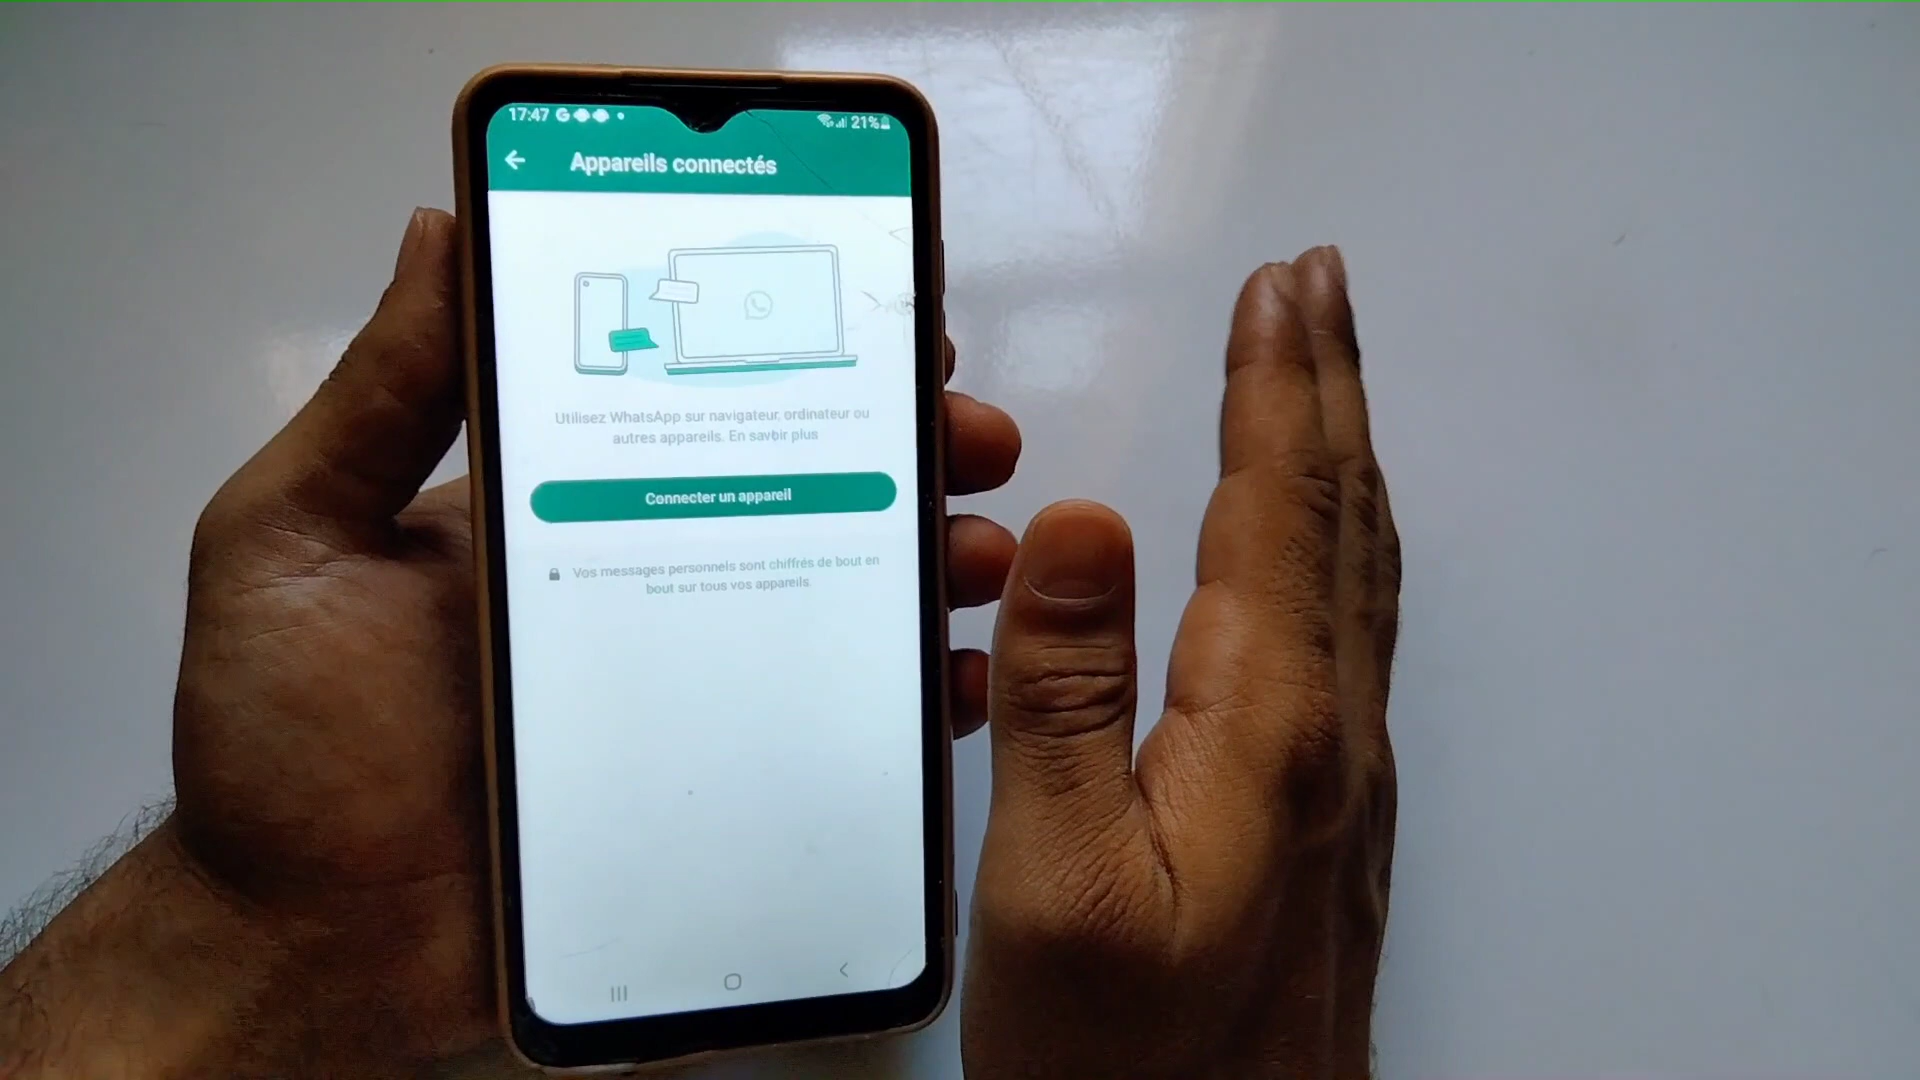 17:47 G
21%
Appareils connectés
Utilisez WhatsApp sur navigateur, ordinateur ou
autres appareils. En savoir plus
Connecter un appareil
Vos messages personnels sont chiffrés de bout en
bout sur tous vos appareils.